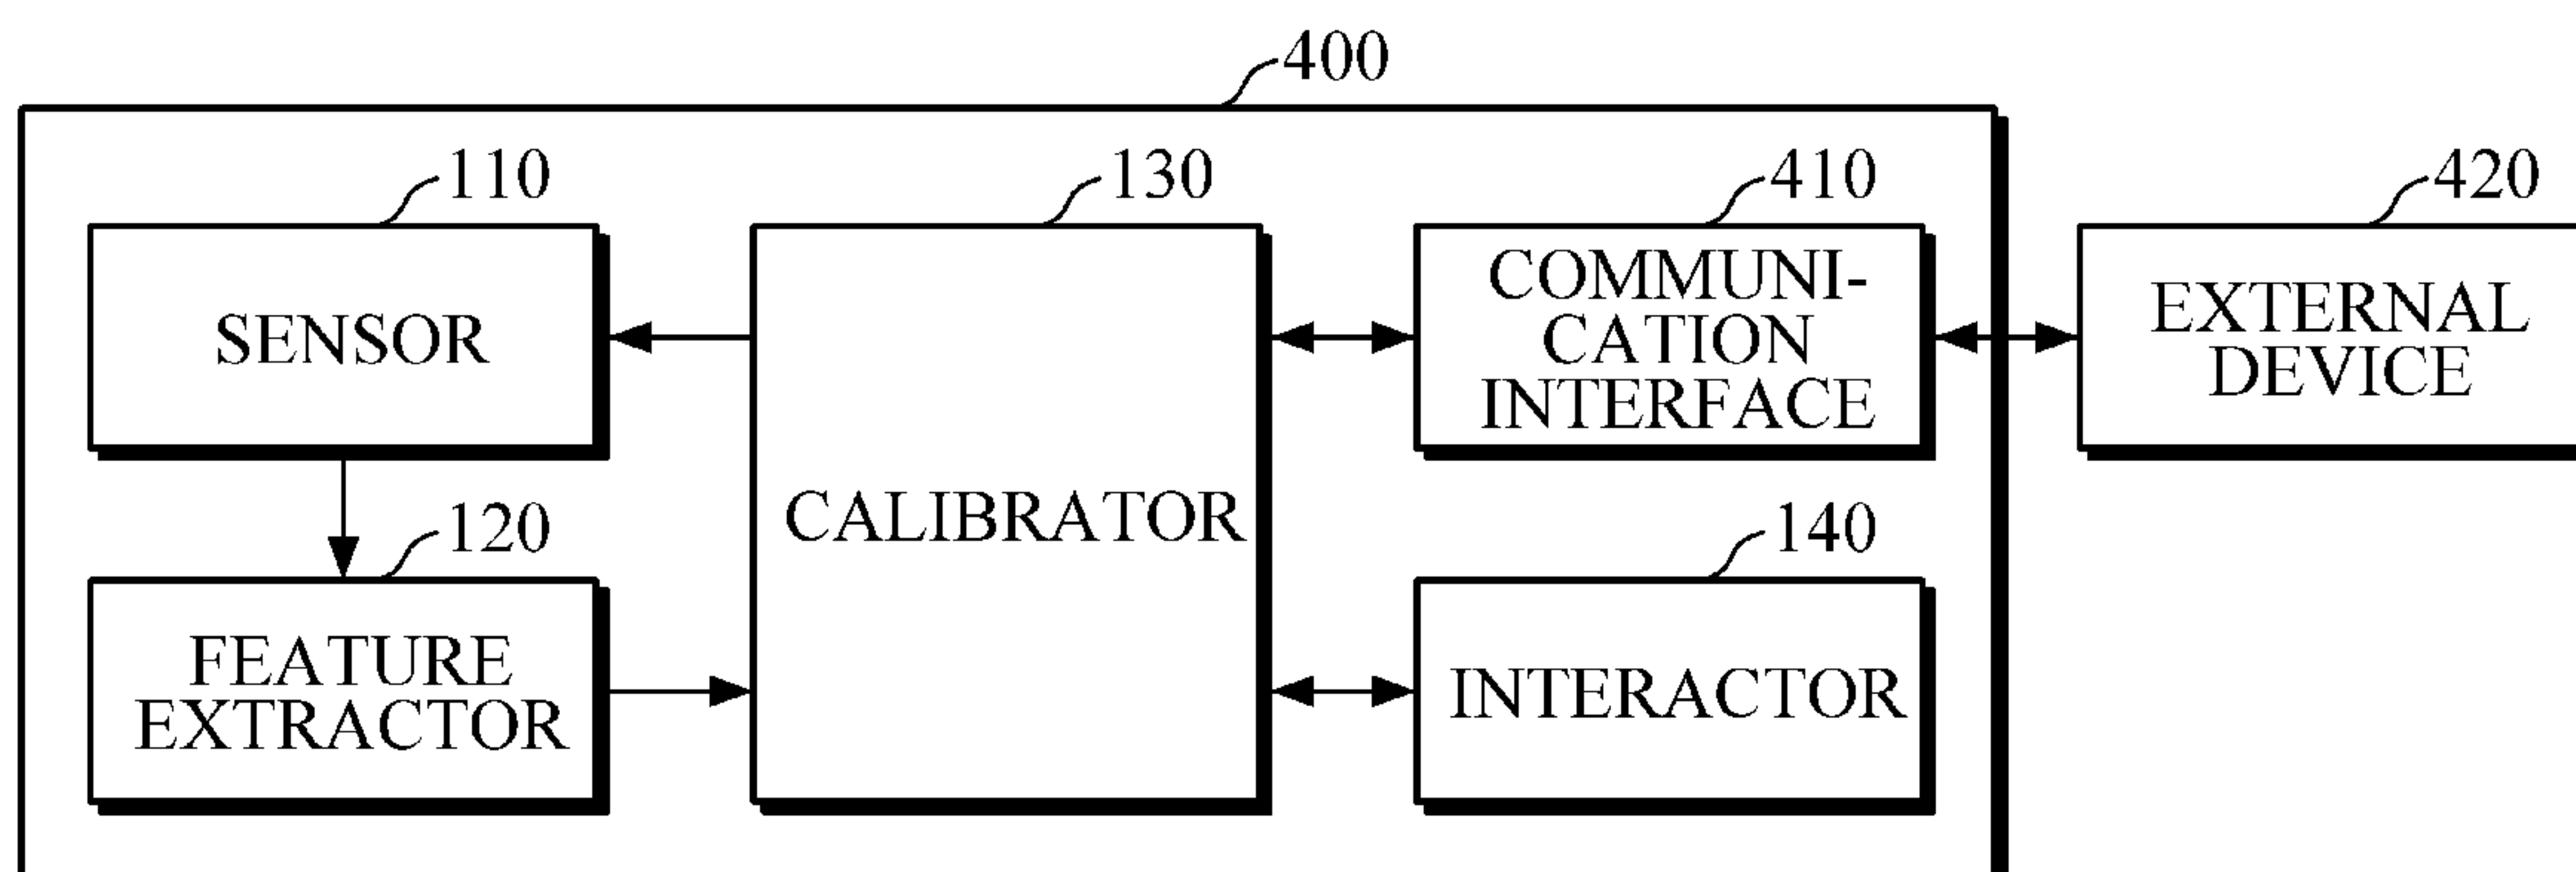 400
110
130
410
420
SENSOR
CALIBRATOR
COMMUNI-
CATION
INTERFACE
EXTERNAL
DEVICE
120
140
FEATURE
EXTRACTOR
INTERACTOR